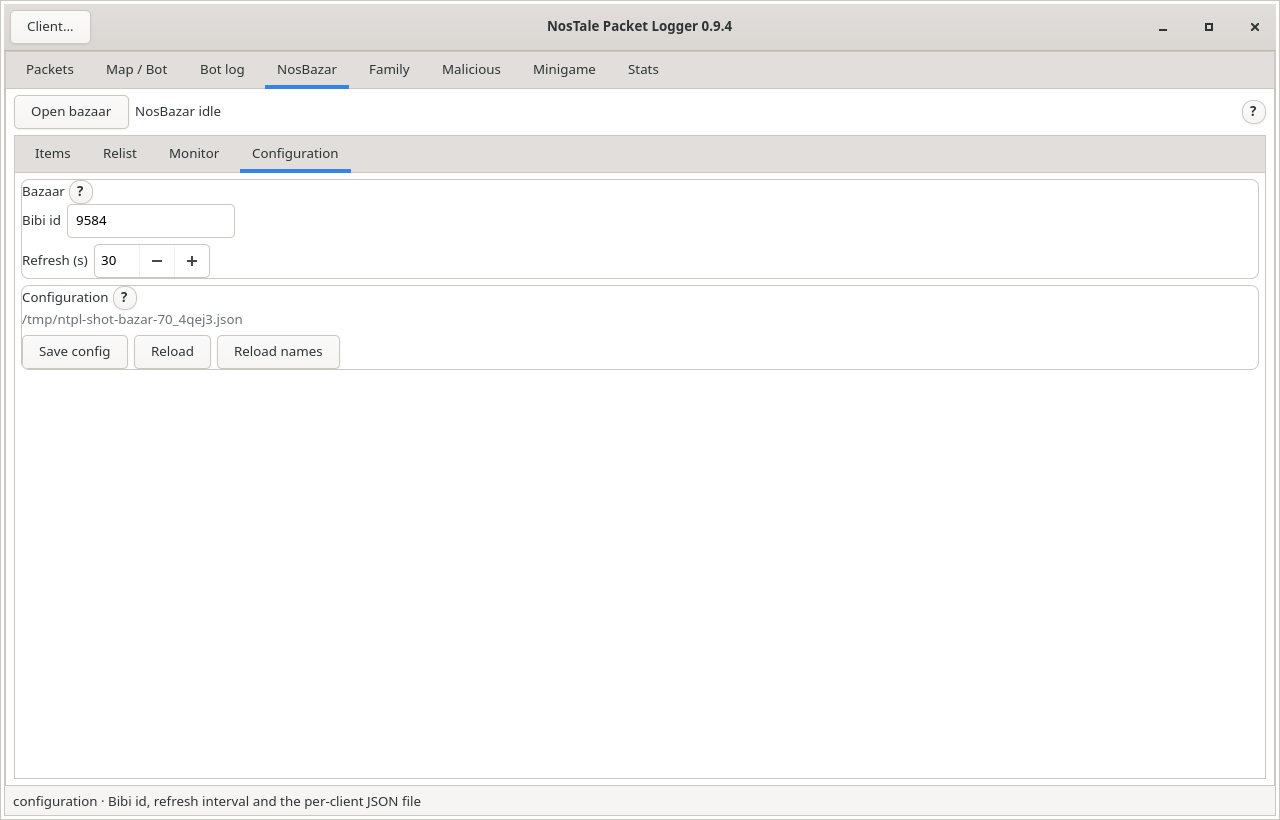 Client...
NosTale Packet Logger 0.9.4
Packets Map / Bot Bot log NosBazar Family Malicious Minigame Stats
Open bazaar NosBazar idle ?
Items Relist Monitor Configuration
Bazaar ?
Bibi id 9584
Refresh (s) 30 − +
Configuration ?
/tmp/ntpl-shot-bazar-70_4qej3.json
Save config Reload Reload names
configuration · Bibi id, refresh interval and the per-client JSON file